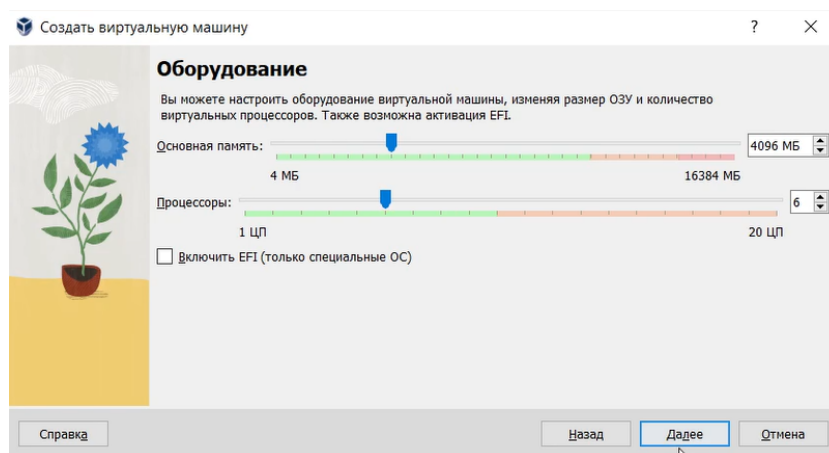 Создать виртуальную машину
?
Оборудование
Вы можете настроить оборудование виртуальной машины, изменяя размер ОЗУ и количество
виртуальных процессоров. Также возможна активация EFI.
Основная память:
4096 МБ
4 МБ
16384 МБ
Процессоры:
6
1 ЦП
20 ЦП
Включить EFI (только специальные ОС)
Справка
Назад
Далее
Отмена